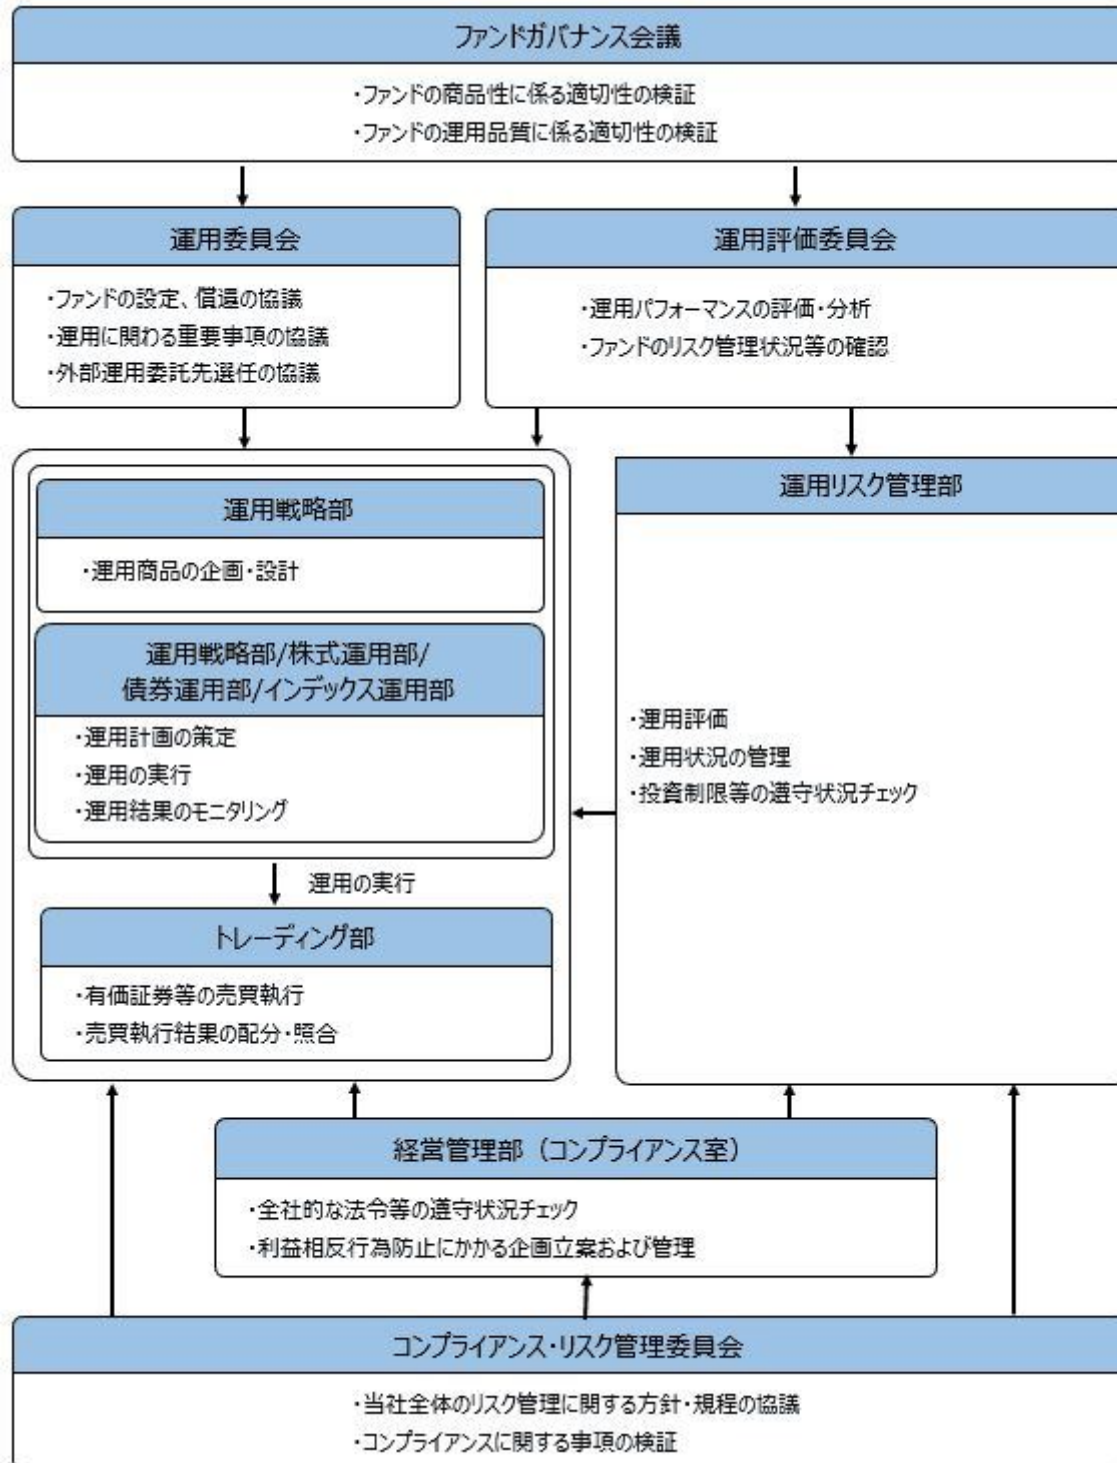 ファンドガバナンス会議
・ファンドの商品性に係る適切性の検証
・ファンドの運用品質に係る適切性の検証
運用委員会
・ファンドの設定、償還の協議
・運用に関わる重要事項の協議
・外部運用委託先選任の協議
運用評価委員会
・運用パフォーマンスの評価・分析
・ファンドのリスク管理状況等の確認
運用戦略部
・運用商品の企画・設計
運用戦略部/株式運用部/
債券運用部/インデックス運用部
・運用計画の策定
・運用の実行
・運用結果のモニタリング
運用の実行
トレーディング部
・有価証券等の売買執行
・売買執行結果の配分・照合
運用リスク管理部
・運用評価
・運用状況の管理
・投資制限等の遵守状況チェック
経営管理部（コンプライアンス室）
・全社的な法令等の遵守状況チェック
・利益相反行為防止にかかる企画立案および管理
コンプライアンス・リスク管理委員会
・当社全体のリスク管理に関する方針・規程の協議
・コンプライアンスに関する事項の検証